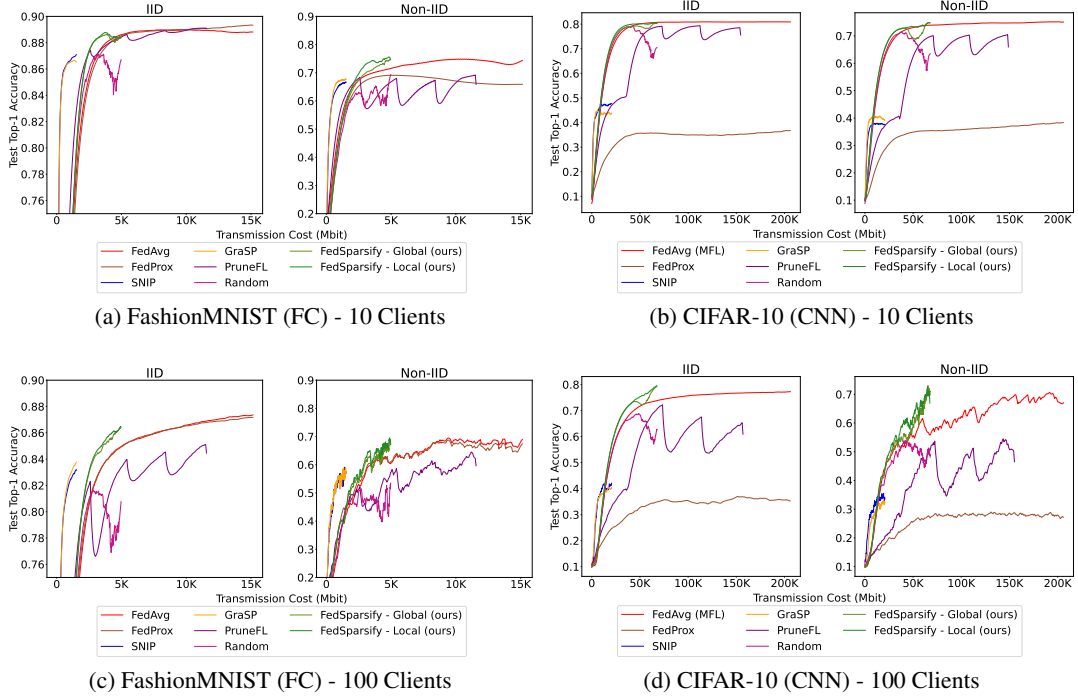 IID
Non-IID
Test Top-1 Accuracy
0.90
0.88
0.86
0.84
0.82
0.80
0.78
0.76
0
5K
10K
15K
0.9
0.8
0.7
0.6
0.5
0.4
0.3
0.2
0
5K
10K
15K
Transmission Cost (Mbit)
FedAvg
GraSP
FedSparsify - Global (ours)
FedProx
PruneFL
FedSparsify - Local (ours)
SNIP
Random
(a) FashionMNIST (FC) - 10 Clients
IID
Non-IID
Test Top-1 Accuracy
0.8
0.7
0.6
0.5
0.4
0.3
0.2
0.1
0
50K
100K
150K
200K
0.7
0.6
0.5
0.4
0.3
0.2
0.1
0
50K
100K
150K
200K
Transmission Cost (Mbit)
FedAvg (MFL)
GraSP
FedSparsify - Global (ours)
FedProx
PruneFL
FedSparsify - Local (ours)
SNIP
Random
(b) CIFAR-10 (CNN) - 10 Clients
IID
Non-IID
Test Top-1 Accuracy
0.90
0.88
0.86
0.84
0.82
0.80
0.78
0.76
0
5K
10K
15K
0.9
0.8
0.7
0.6
0.5
0.4
0.3
0.2
0
5K
10K
15K
Transmission Cost (Mbit)
FedAvg
GraSP
FedSparsify - Global (ours)
FedProx
PruneFL
FedSparsify - Local (ours)
SNIP
Random
(c) FashionMNIST (FC) - 100 Clients
IID
Non-IID
Test Top-1 Accuracy
0.8
0.7
0.6
0.5
0.4
0.3
0.2
0.1
0
50K
100K
150K
200K
0.7
0.6
0.5
0.4
0.3
0.2
0.1
0
50K
100K
150K
200K
Transmission Cost (Mbit)
FedAvg (MFL)
GraSP
FedSparsify - Global (ours)
FedProx
PruneFL
FedSparsify - Local (ours)
SNIP
Random
(d) CIFAR-10 (CNN) - 100 Clients